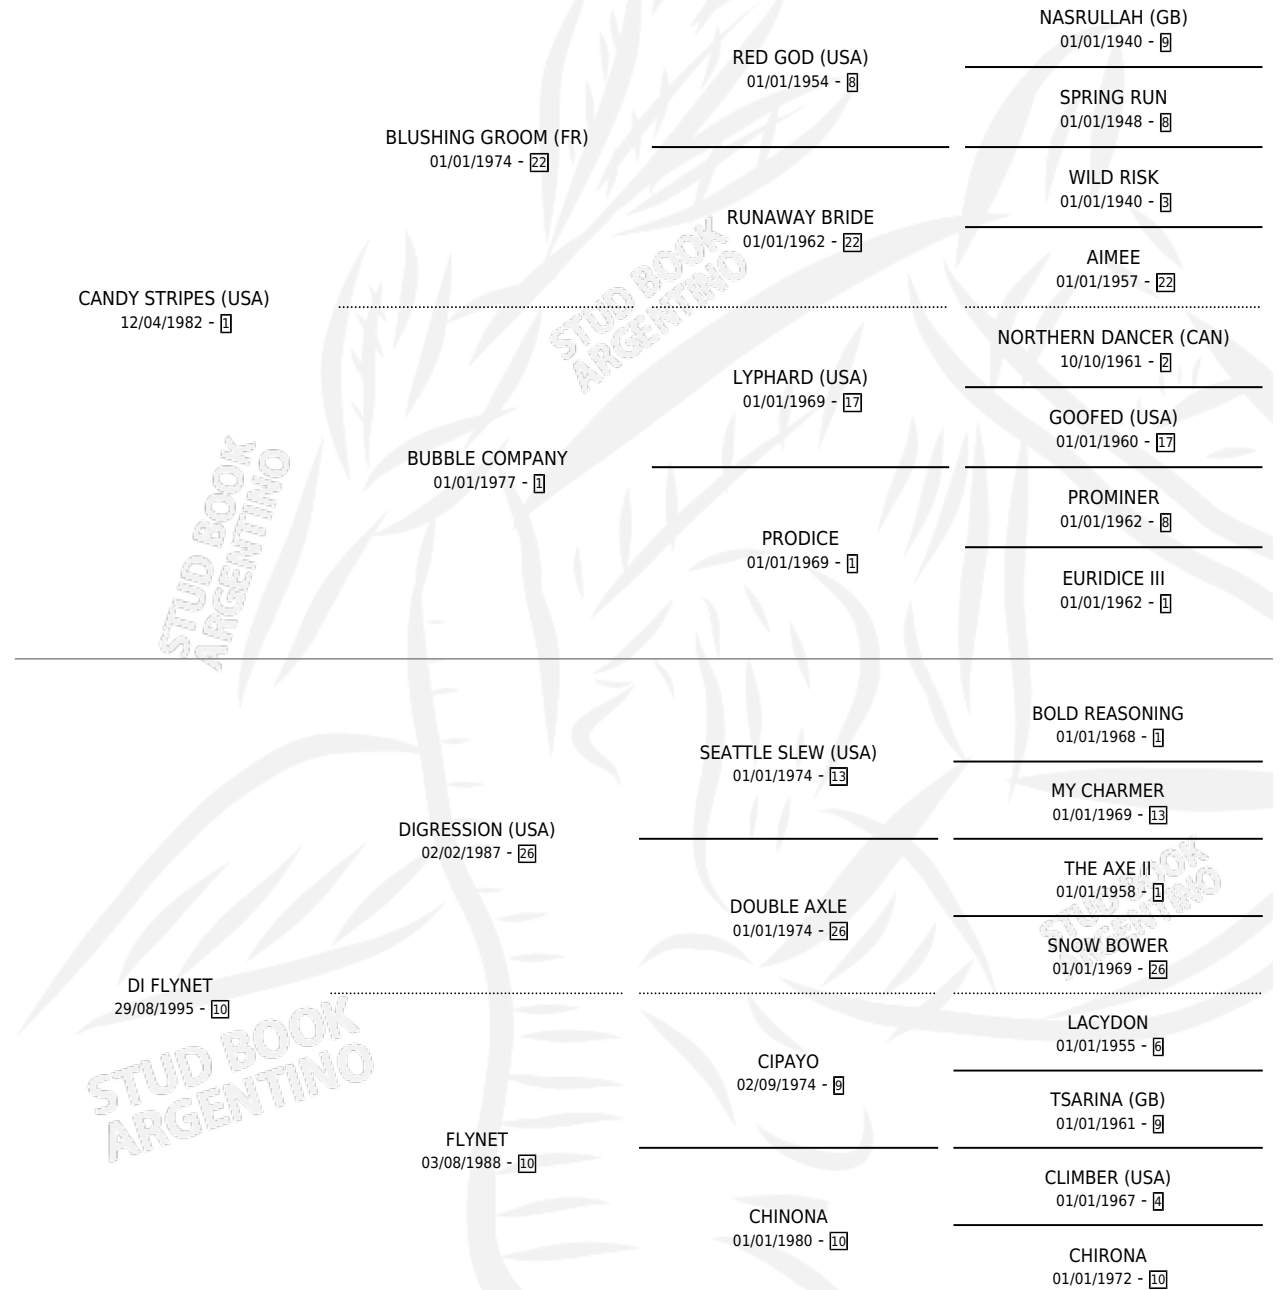 NASRULLAH (GB)
01/01/1940 - 9
RED GOD (USA)
01/01/1954 - 8
SPRING RUN
01/01/1948 - 8
BLUSHING GROOM (FR)
01/01/1974 - 22
WILD RISK
01/01/1940 - 3
RUNAWAY BRIDE
01/01/1962 - 22
AIMEE
01/01/1957 - 22
CANDY STRIPES (USA)
12/04/1982 - 1
NORTHERN DANCER (CAN)
10/10/1961 - 2
LYPHARD (USA)
01/01/1969 - 17
GOOFED (USA)
01/01/1960 - 17
BUBBLE COMPANY
01/01/1977 - 1
PROMINER
01/01/1962 - 8
PRODICE
01/01/1969 - 1
EURIDICE III
01/01/1962 - 1
BOLD REASONING
01/01/1968 - 1
SEATTLE SLEW (USA)
01/01/1974 - 13
MY CHARMER
01/01/1969 - 13
DIGRESSION (USA)
02/02/1987 - 26
THE AXE II
01/01/1958 - 1
DOUBLE AXLE
01/01/1974 - 26
SNOW BOWER
01/01/1969 - 26
DI FLYNET
29/08/1995 - 10
LACYDON
01/01/1955 - 6
CIPAYO
02/09/1974 - 9
TSARINA (GB)
01/01/1961 - 9
FLYNET
03/08/1988 - 10
CLIMBER (USA)
01/01/1967 - 4
CHINONA
01/01/1980 - 10
CHIRONA
01/01/1972 - 10
STUD BOOK
ARGENTINO
STUD BOOK
ARGENTINO
STUD BOOK
ARGENTINO
STUD BOOK
ARGENTINO